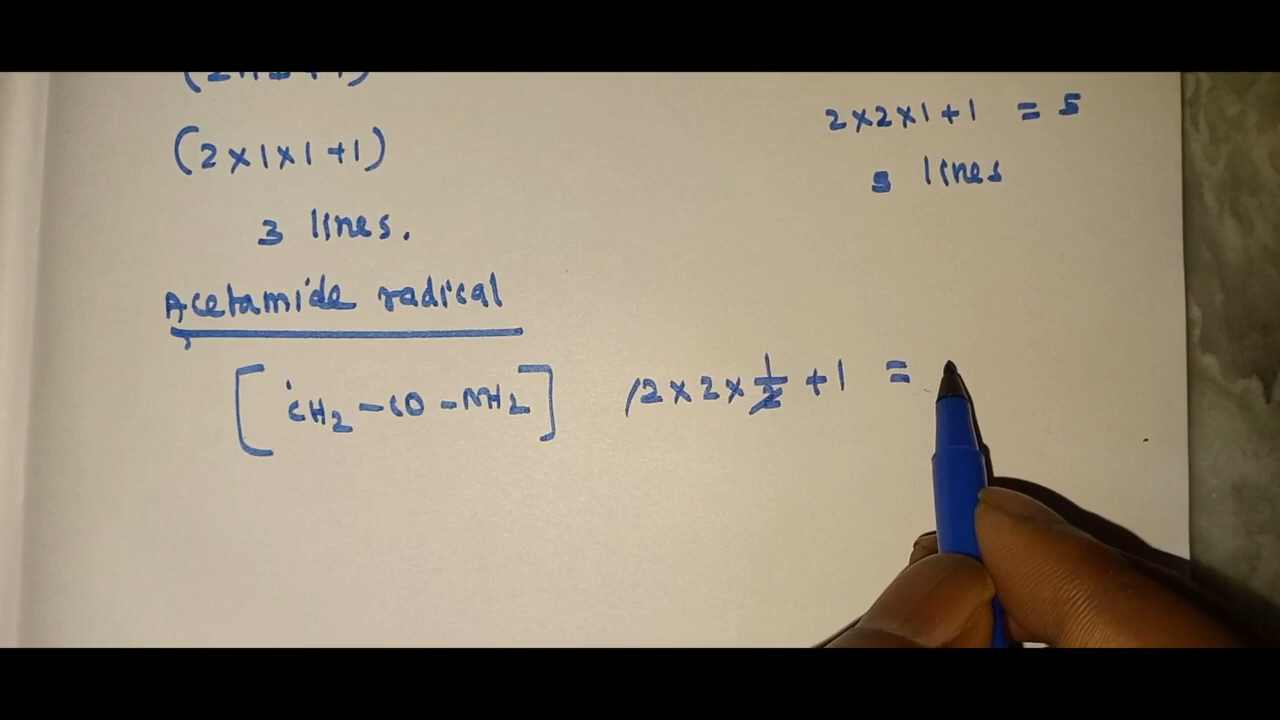 (2×1×1+1)
2×2×1+1 = 5
5 lines
3 lines.
Acetamide radical
[ĊH₂-CO-NH₂] 2×2×1/2+1 =